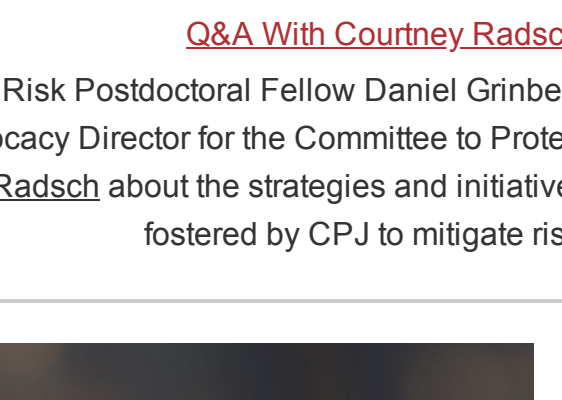 Q&A With Courtney Radsc
Risk Postdoctoral Fellow Daniel Grinbe
ocacy Director for the Committee to Prote
Radsch about the strategies and initiative
fostered by CPJ to mitigate ris